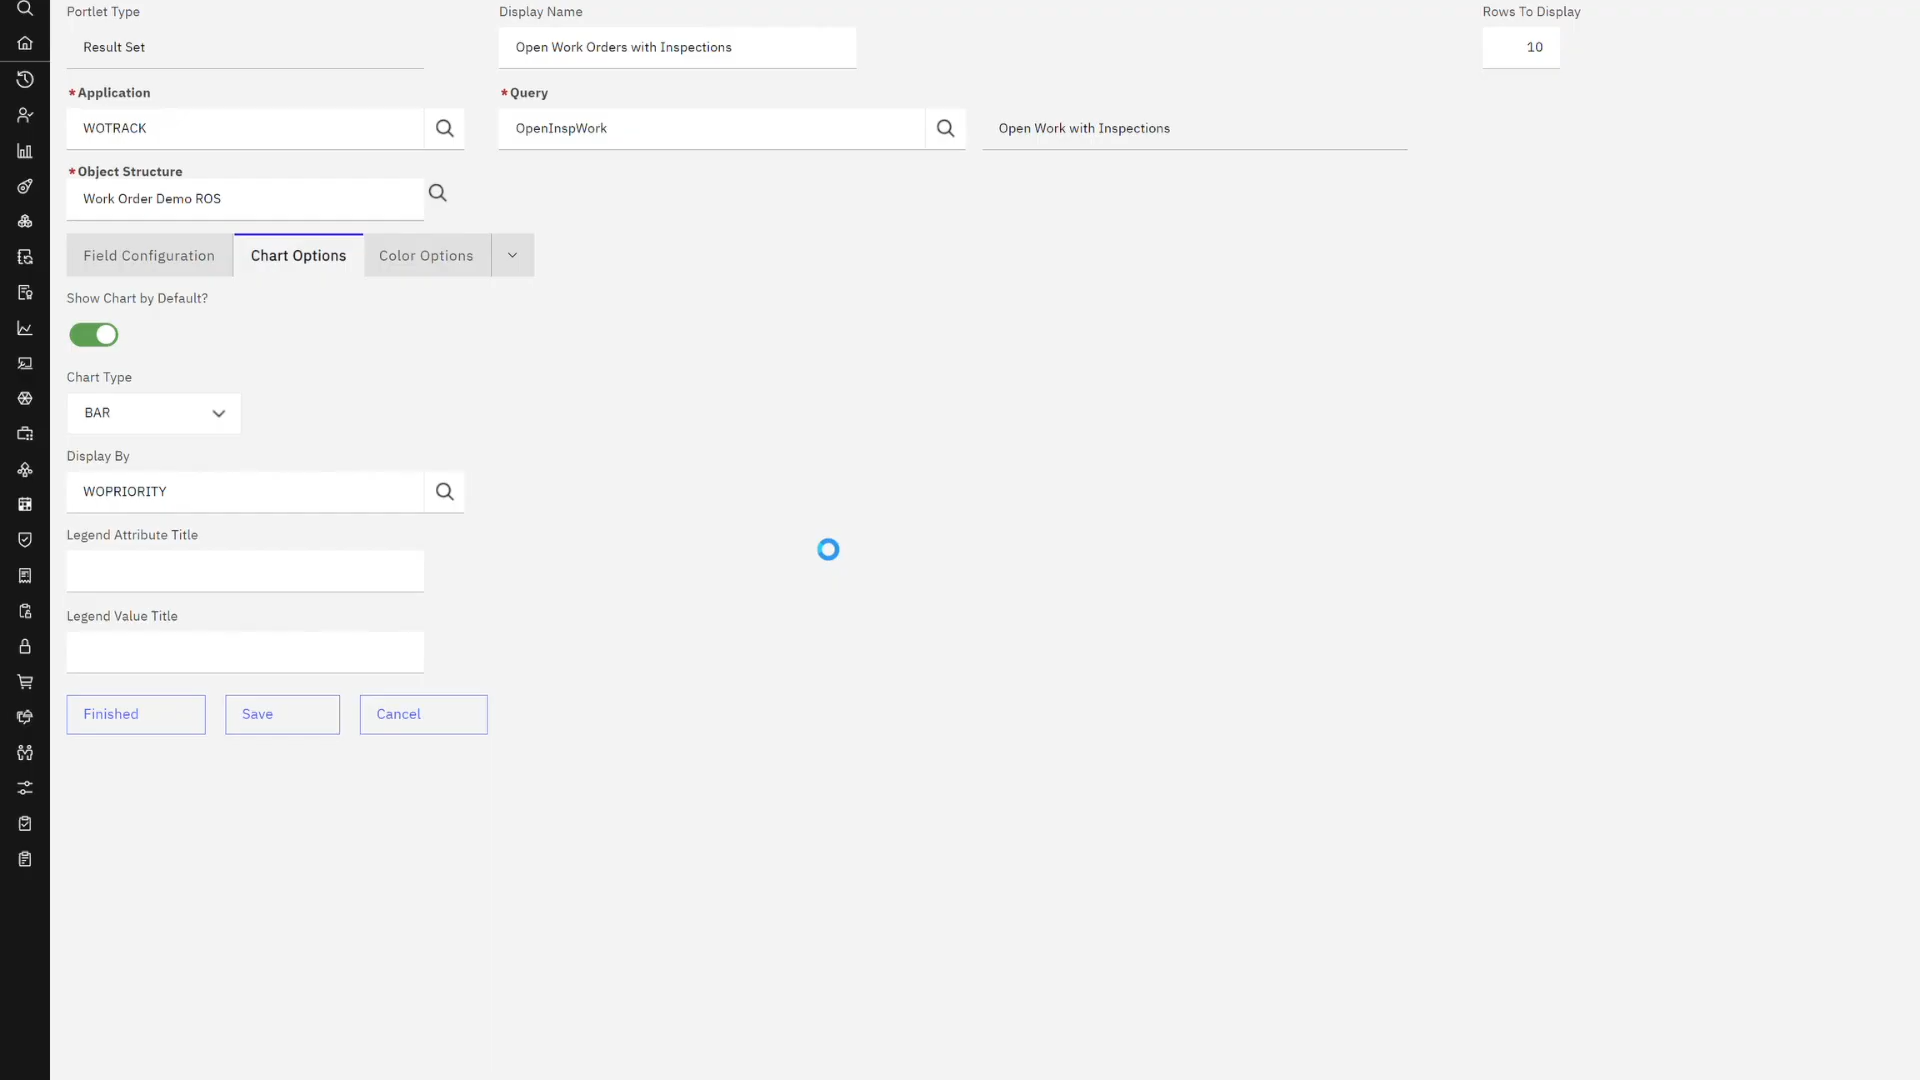 Portlet Type
Display Name
Rows To Display
Result Set
Open Work Orders with Inspections
10
*Application
*Query
WOTRACK
OpenInspWork
Open Work with Inspections
*Object Structure
Work Order Demo ROS
Field Configuration
Chart Options
Color Options
Show Chart by Default?
Chart Type
BAR
Display By
WOPRIORITY
Legend Attribute Title
Legend Value Title
Finished
Save
Cancel